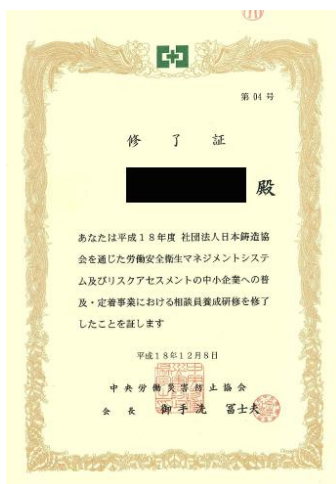 第 04 号
修 了 証
殿
あなたは平成１８年度 社団法人日本鋳造協
会を通じた労働安全衛生マネジメントシステ
ム及びリスクアセスメントの中小企業への普
及・定着事業における相談員養成研修を修了
したことを証します
平成１８年１２月８日
中 央 労 働 災 害 防 止 協 会
会 長 御 手 洗 冨士夫